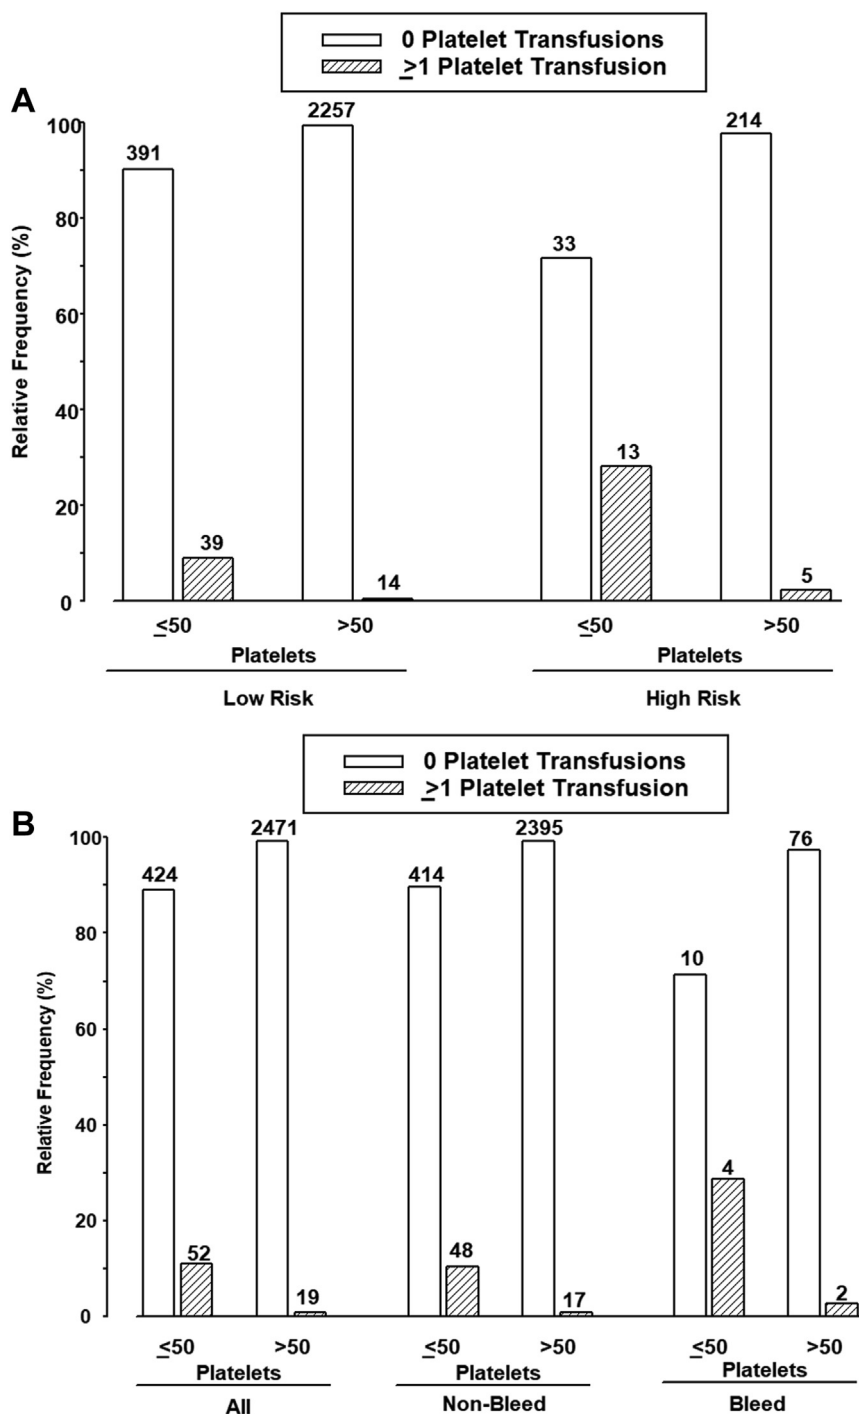 0 Platelet Transfusions
≥1 Platelet Transfusion
A
Relative Frequency (%)
100
80
60
40
20
0
391
2257
39
14
33
214
13
5
≤50 >50 ≤50 >50
Platelets Platelets
Low Risk High Risk
0 Platelet Transfusions
≥1 Platelet Transfusion
B
Relative Frequency (%)
100
80
60
40
20
0
424
2471
52
19
414
2395
48
17
10
76
4
2
≤50 >50 ≤50 >50 ≤50 >50
Platelets Platelets Platelets
All Non-Bleed Bleed